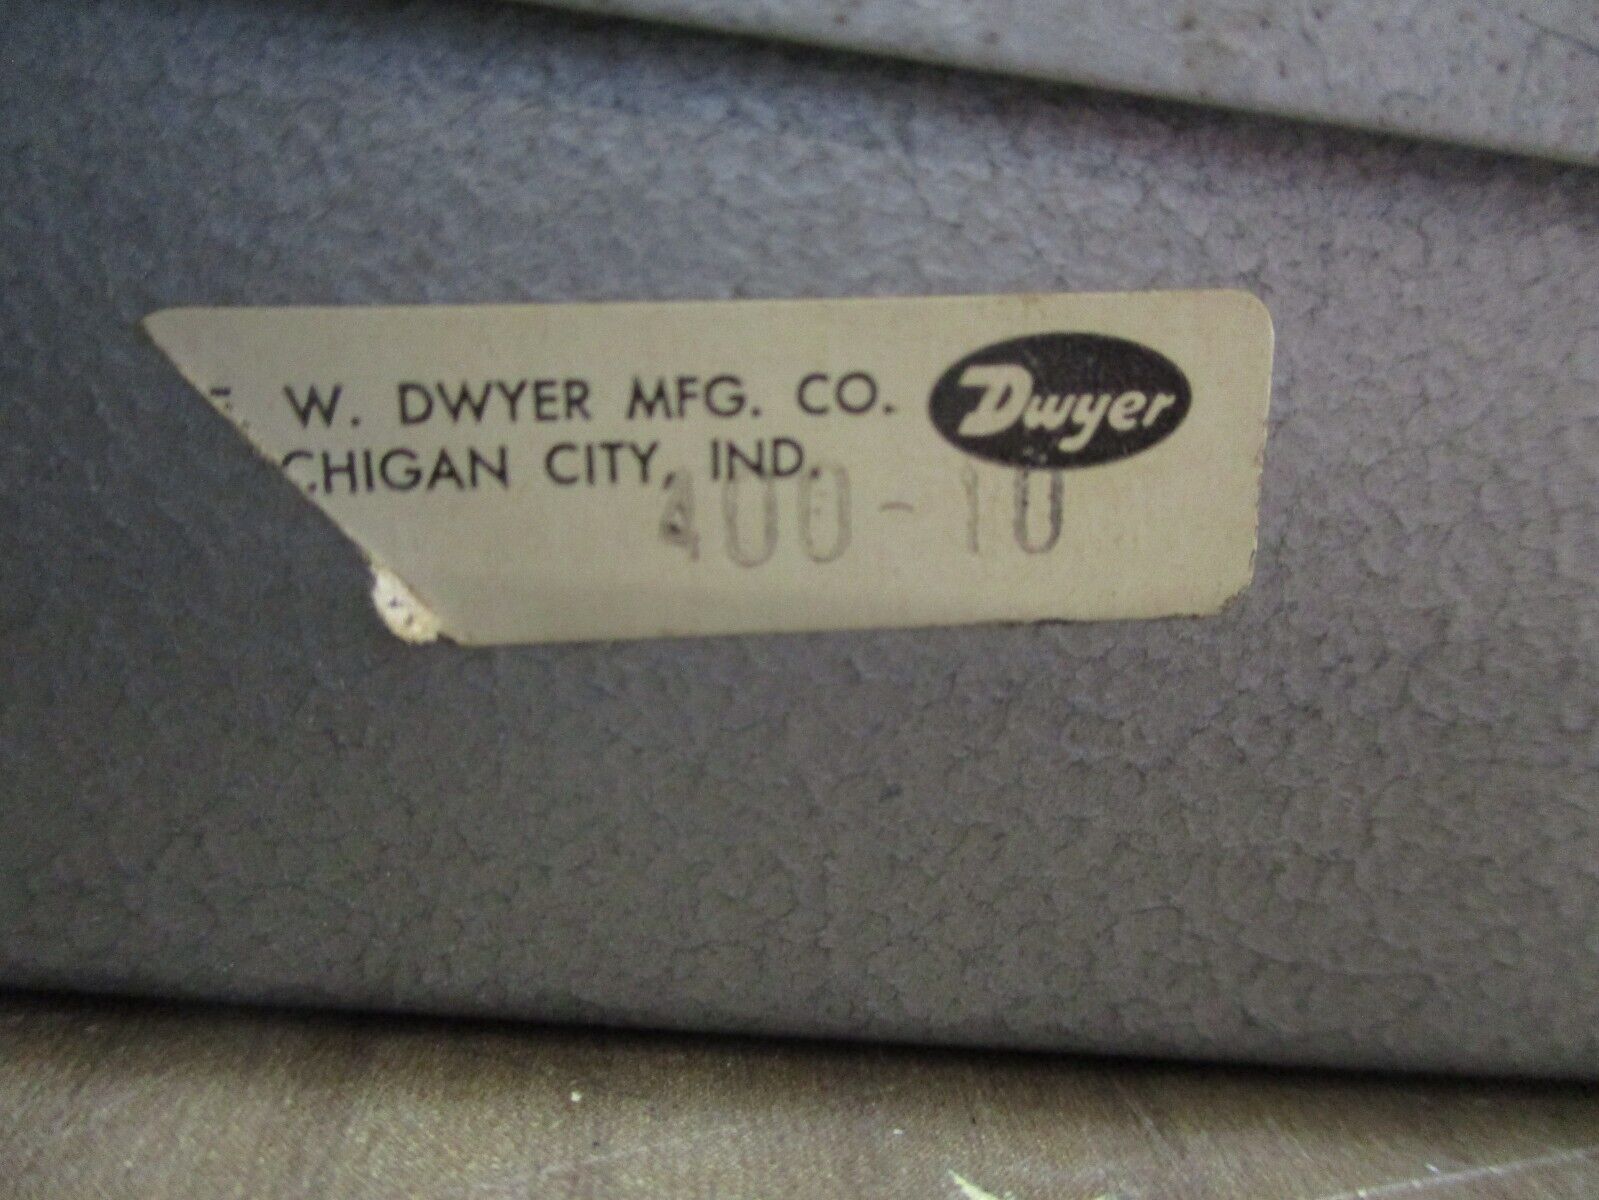 W. DWYER MFG. CO. Dwyer
CHIGAN CITY, IND.
400-10